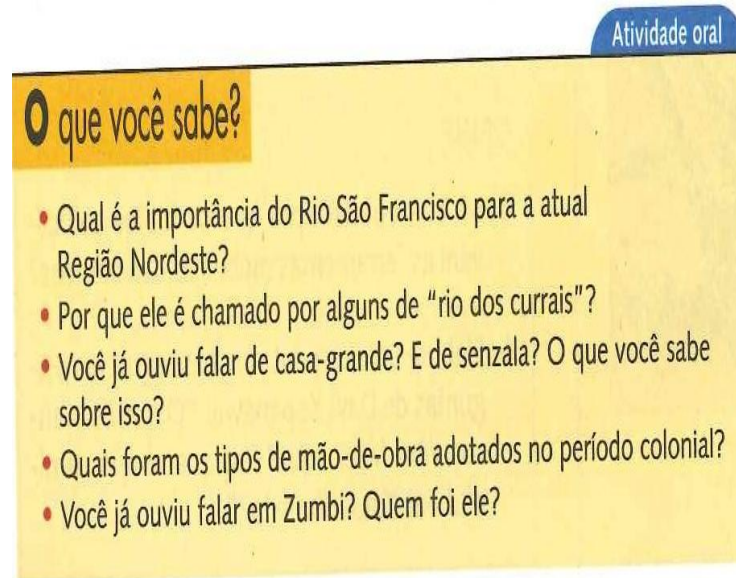 Atividade oral
O que você sabe?
• Qual é a importância do Rio São Francisco para a atual
Região Nordeste?
• Por que ele é chamado por alguns de “rio dos currais”?
• Você já ouviu falar de casa-grande? E de senzala? O que você sabe
sobre isso?
• Quais foram os tipos de mão-de-obra adotados no período colonial?
• Você já ouviu falar em Zumbi? Quem foi ele?